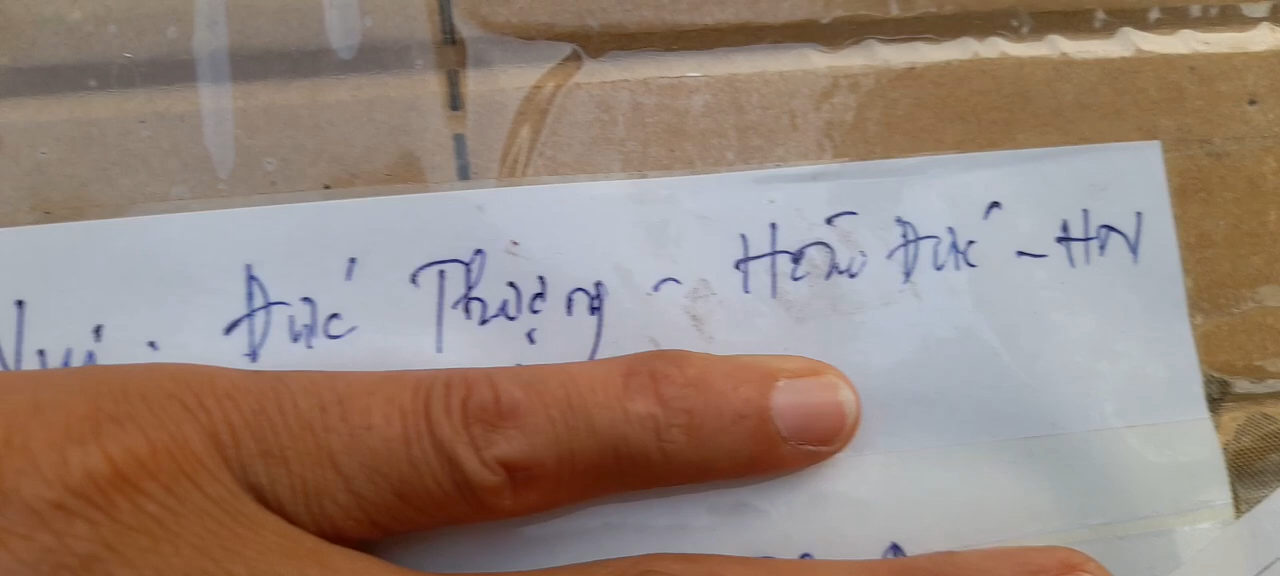 Đức Thượng - Hoài Đức - HN